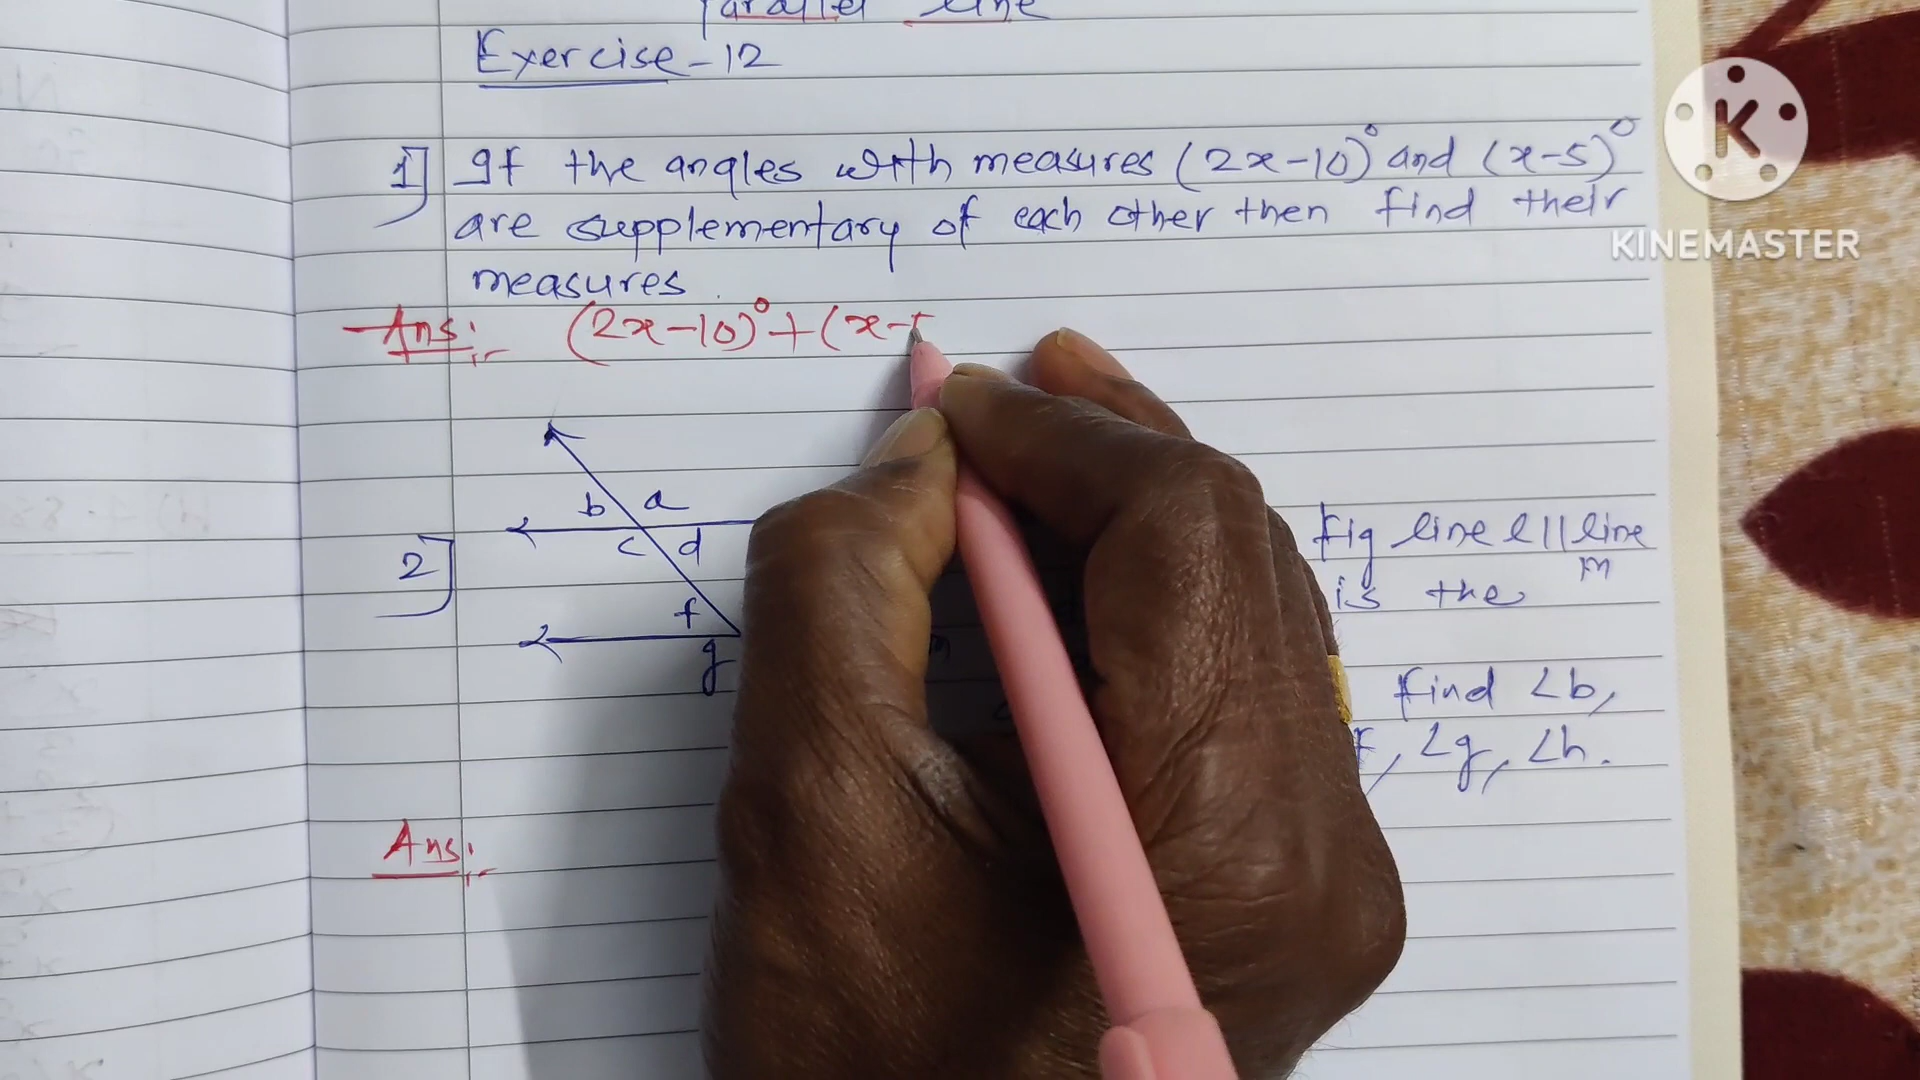 Parallel line
Exercise-12
1] If the angles with measures (2x-10)° and (x-5)°
are supplementary of each other then find their
measures.
Ans:- (2x-10)°+(x-5
2]
b a
c d
f
g
Fig line l||line
m
is the
find ∠b,
f, ∠g, ∠h.
Ans:-
K
KINEMASTER